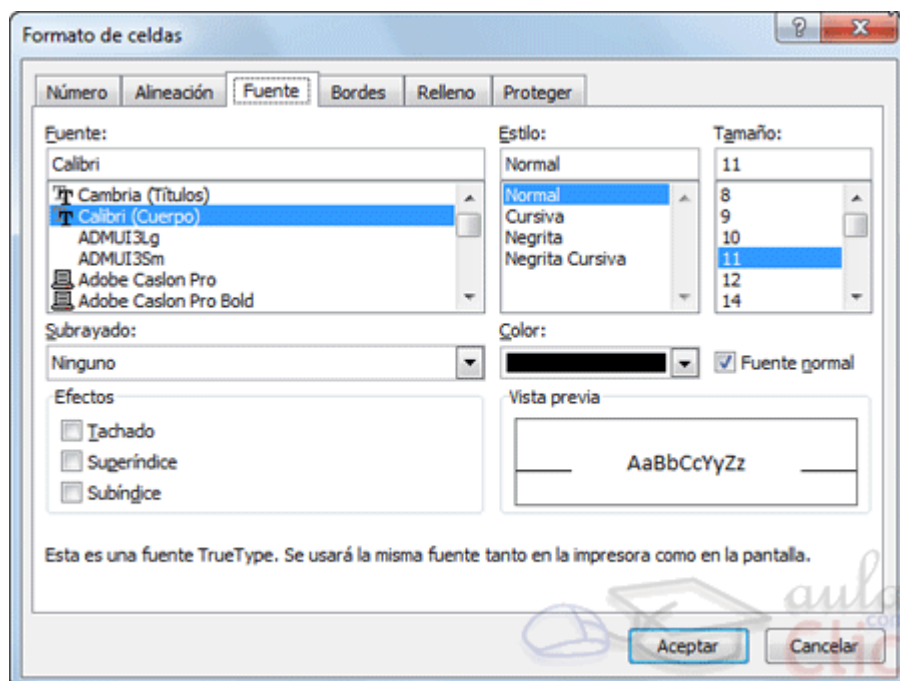 Formato de celdas
Número Alineación Fuente Bordes Relleno Proteger
Fuente: Estilo: Tamaño:
Calibri Normal 11
Cambria (Títulos) Normal 8
Calibri (Cuerpo) Cursiva 9
ADMUI3Lg Negrita 10
ADMUI3Sm Negrita Cursiva 11
Adobe Caslon Pro 12
Adobe Caslon Pro Bold 14
Subrayado: Color:
Ninguno Fuente normal
Efectos Vista previa
Tachado
Superíndice AaBbCcYyZz
Subíndice
Esta es una fuente TrueType. Se usará la misma fuente tanto en la impresora como en la pantalla.
aula
Aceptar Cancelar